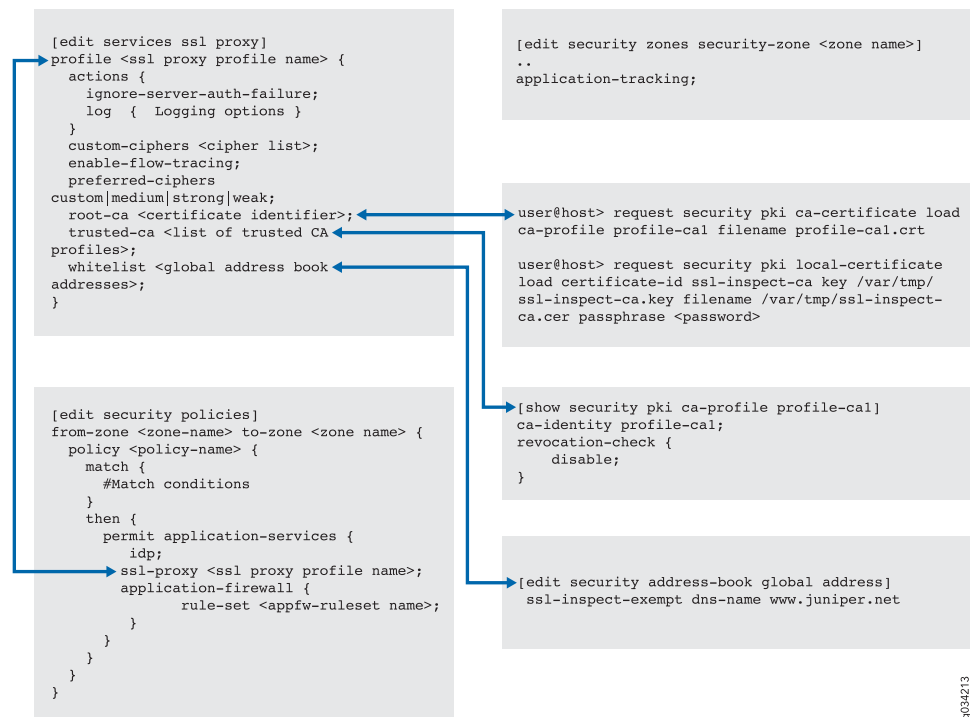 [edit services ssl proxy]
profile <ssl proxy profile name> {
actions {
ignore-server-auth-failure;
log { Logging options }
}
custom-ciphers <cipher list>;
enable-flow-tracing;
preferred-ciphers
custom|medium|strong|weak;
root-ca <certificate identifier>;
trusted-ca <list of trusted CA
profiles>;
whitelist <global address book
addresses>;
}
[edit security policies]
from-zone <zone-name> to-zone <zone name> {
policy <policy-name> {
match {
#Match conditions
}
then {
permit application-services {
idp;
ssl-proxy <ssl proxy profile name>;
application-firewall {
rule-set <appfw-ruleset name>;
}
}
}
}
}
[edit security zones security-zone <zone name>]
..
application-tracking;
user@host> request security pki ca-certificate load
ca-profile profile-ca1 filename profile-ca1.crt
user@host> request security pki local-certificate
load certificate-id ssl-inspect-ca key /var/tmp/
ssl-inspect-ca.key filename /var/tmp/ssl-inspect-
ca.cer passphrase <password>
[show security pki ca-profile profile-ca1]
ca-identity profile-ca1;
revocation-check {
disable;
}
[edit security address-book global address]
ssl-inspect-exempt dns-name www.juniper.net
g034213